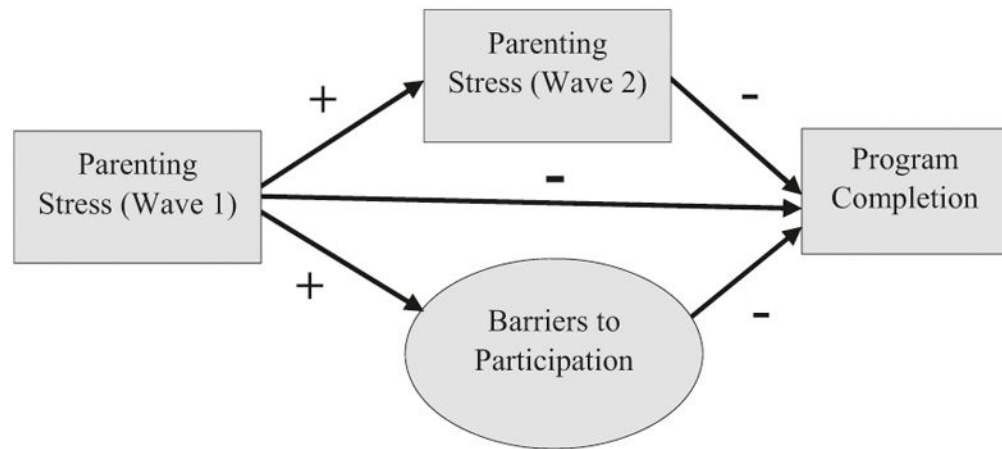 Parenting
Stress (Wave 2)
+
-
Parenting
Stress (Wave 1)
-
Program
Completion
+
-
Barriers to
Participation